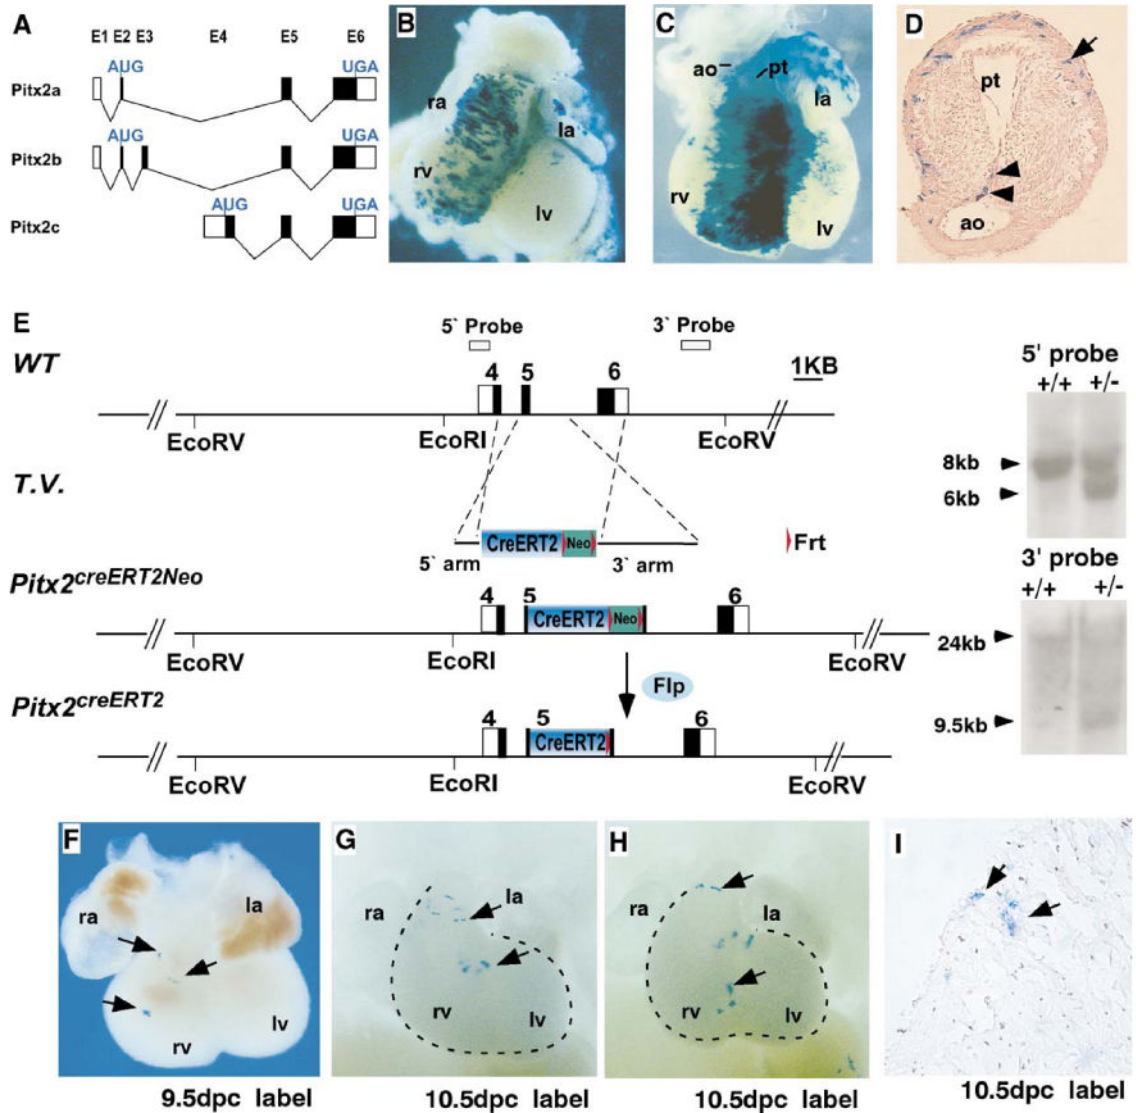 A
E1 E2 E3 E4 E5 E6
AUG UGA
Pitx2a
AUG UGA
Pitx2b
AUG UGA
Pitx2c
B
ra
la
rv
lv
C
ao
pt
la
rv
lv
D
pt
ao
E
5` Probe
3` Probe
WT
4 5 6
1KB
EcoRV EcoRI EcoRV
T.V.
CreERT2 Neo
5` arm 3` arm
Frt
Pitx2creERT2Neo
4 5 6
CreERT2 Neo
EcoRV EcoRI EcoRV
Flp
Pitx2creERT2
4 5 6
CreERT2
EcoRV EcoRI EcoRV
5' probe
+/+ +/-
8kb
6kb
3' probe
+/+ +/-
24kb
9.5kb
F
ra
la
rv
lv
9.5dpc label
G
ra
la
rv
lv
10.5dpc label
H
ra
la
rv
lv
10.5dpc label
I
10.5dpc label